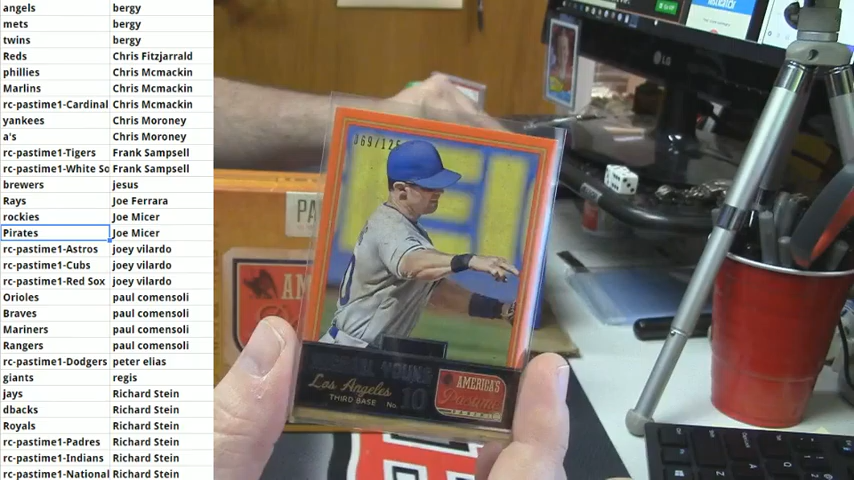 angels bergy
mets bergy
twins bergy
Reds Chris Fitzjarrald
phillies Chris Mcmackin
Marlins Chris Mcmackin
rc-pastime1-Cardinal Chris Mcmackin
yankees Chris Moroney
a's Chris Moroney
rc-pastime1-Tigers Frank Sampsell
rc-pastime1-White So Frank Sampsell
brewers jesus
Rays Joe Ferrara
rockies Joe Micer
Pirates Joe Micer
rc-pastime1-Astros joey vilardo
rc-pastime1-Cubs joey vilardo
rc-pastime1-Red Sox joey vilardo
Orioles paul comensoli
Braves paul comensoli
Mariners paul comensoli
Rangers paul comensoli
rc-pastime1-Dodgers peter elias
giants regis
jays Richard Stein
dbacks Richard Stein
Royals Richard Stein
rc-pastime1-Padres Richard Stein
rc-pastime1-Indians Richard Stein
rc-pastime1-National Richard Stein
069/125
PA
AM
YOUNG
Los Angeles
THIRD BASE No. 10
AMERICA'S
Pastime
LG